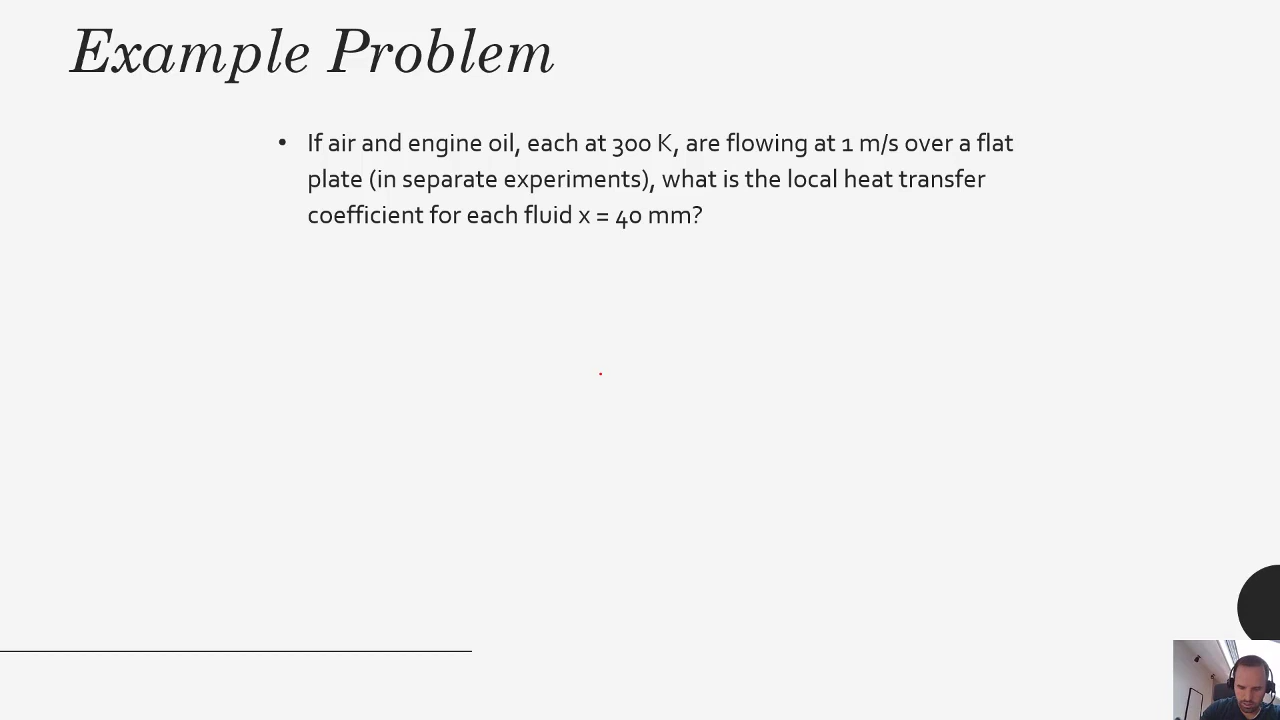 Example Problem
• If air and engine oil, each at 300 K, are flowing at 1 m/s over a flat
plate (in separate experiments), what is the local heat transfer
coefficient for each fluid x = 40 mm?